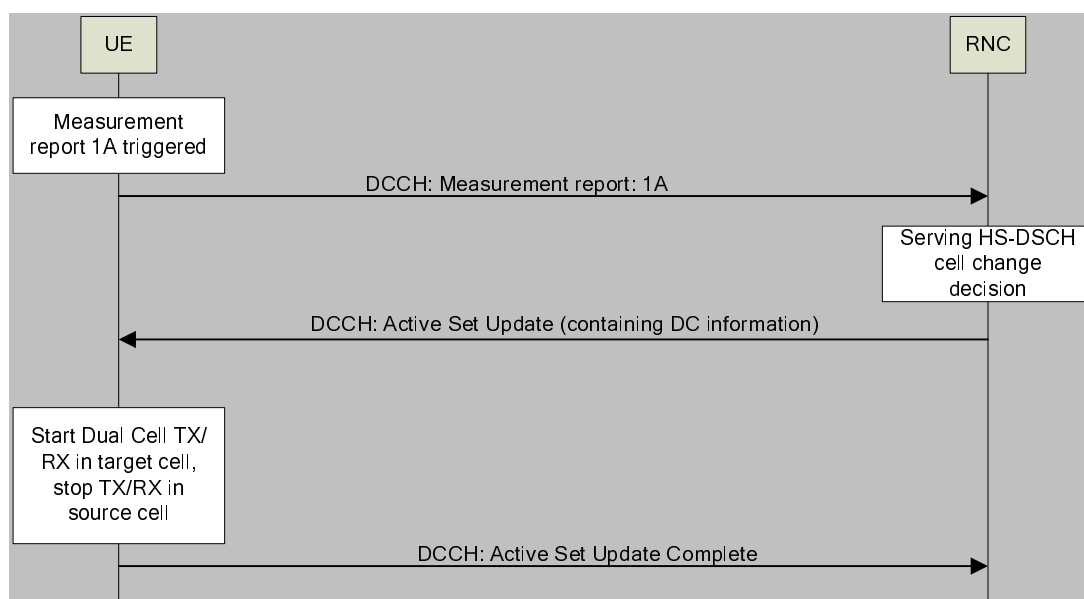 UE
RNC
Measurement
report 1A triggered
DCCH: Measurement report: 1A
Serving HS-DSCH
cell change
decision
DCCH: Active Set Update (containing DC information)
Start Dual Cell TX/
RX in target cell,
stop TX/RX in
source cell
DCCH: Active Set Update Complete